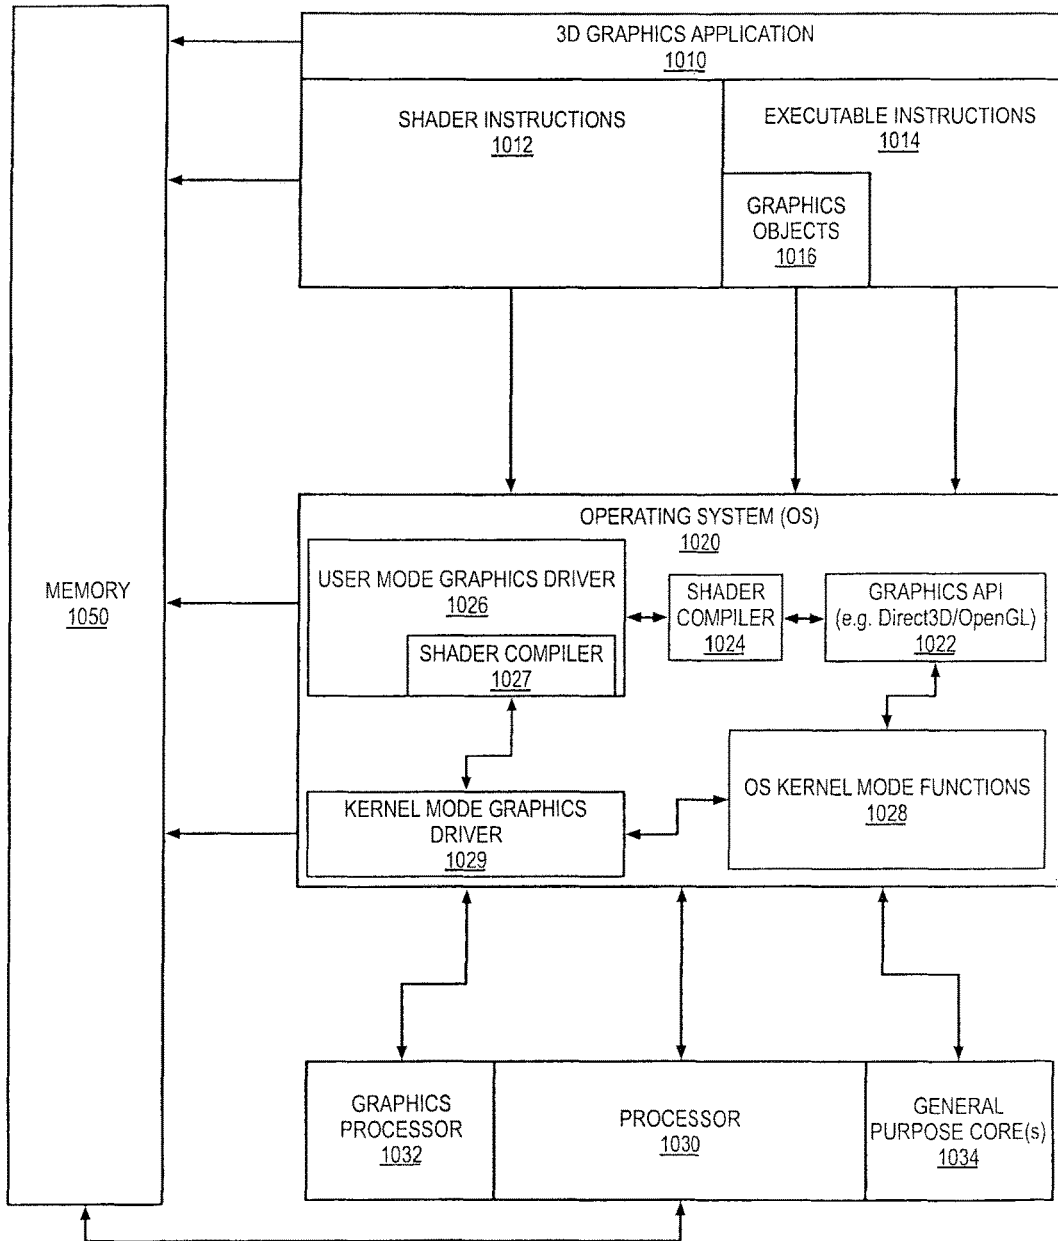 3D GRAPHICS APPLICATION
1010
SHADER INSTRUCTIONS
1012
EXECUTABLE INSTRUCTIONS
1014
GRAPHICS
OBJECTS
1016
MEMORY
1050
OPERATING SYSTEM (OS)
1020
USER MODE GRAPHICS DRIVER
1026
SHADER COMPILER
1027
SHADER
COMPILER
1024
GRAPHICS API
(e.g. Direct3D/OpenGL)
1022
KERNEL MODE GRAPHICS
DRIVER
1029
OS KERNEL MODE FUNCTIONS
1028
GRAPHICS
PROCESSOR
1032
PROCESSOR
1030
GENERAL
PURPOSE CORE(s)
1034